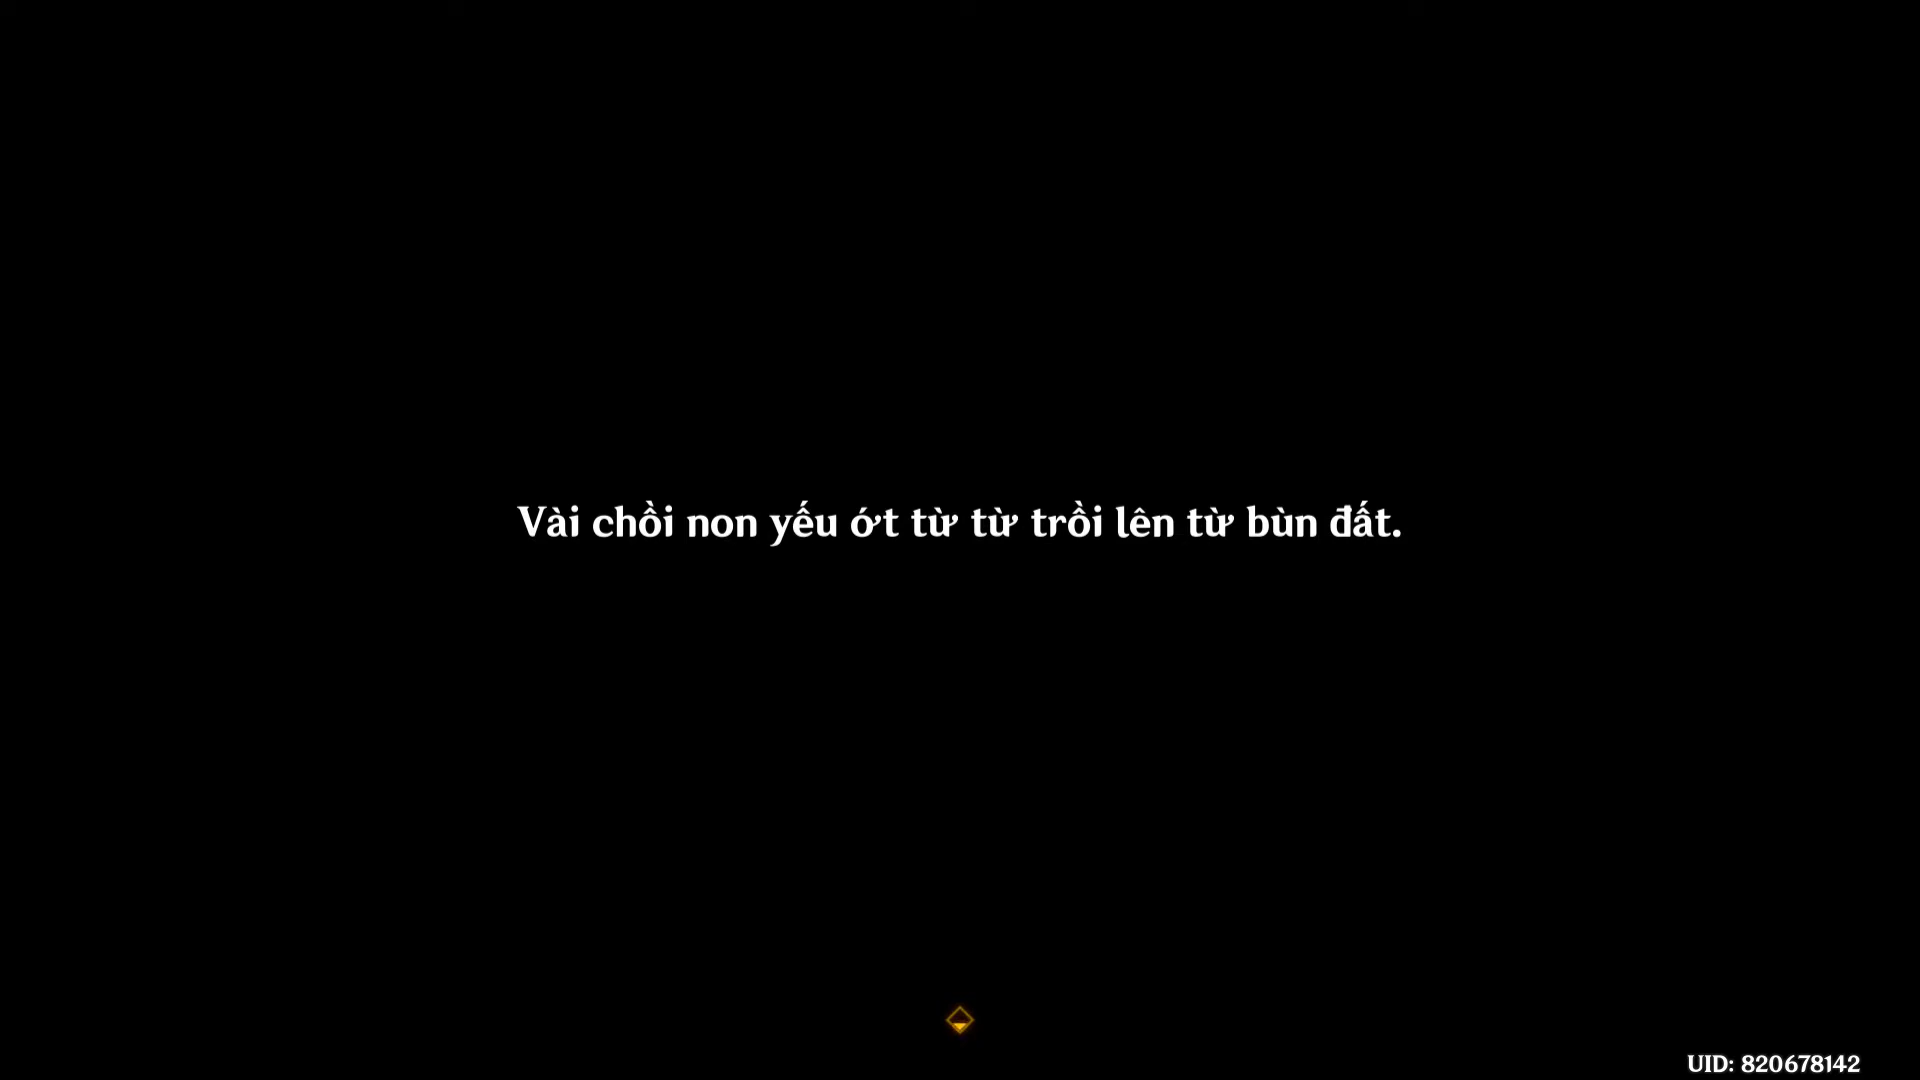 Vài chồi non yếu ớt từ từ trồi lên từ bùn đất.
UID: 820678142